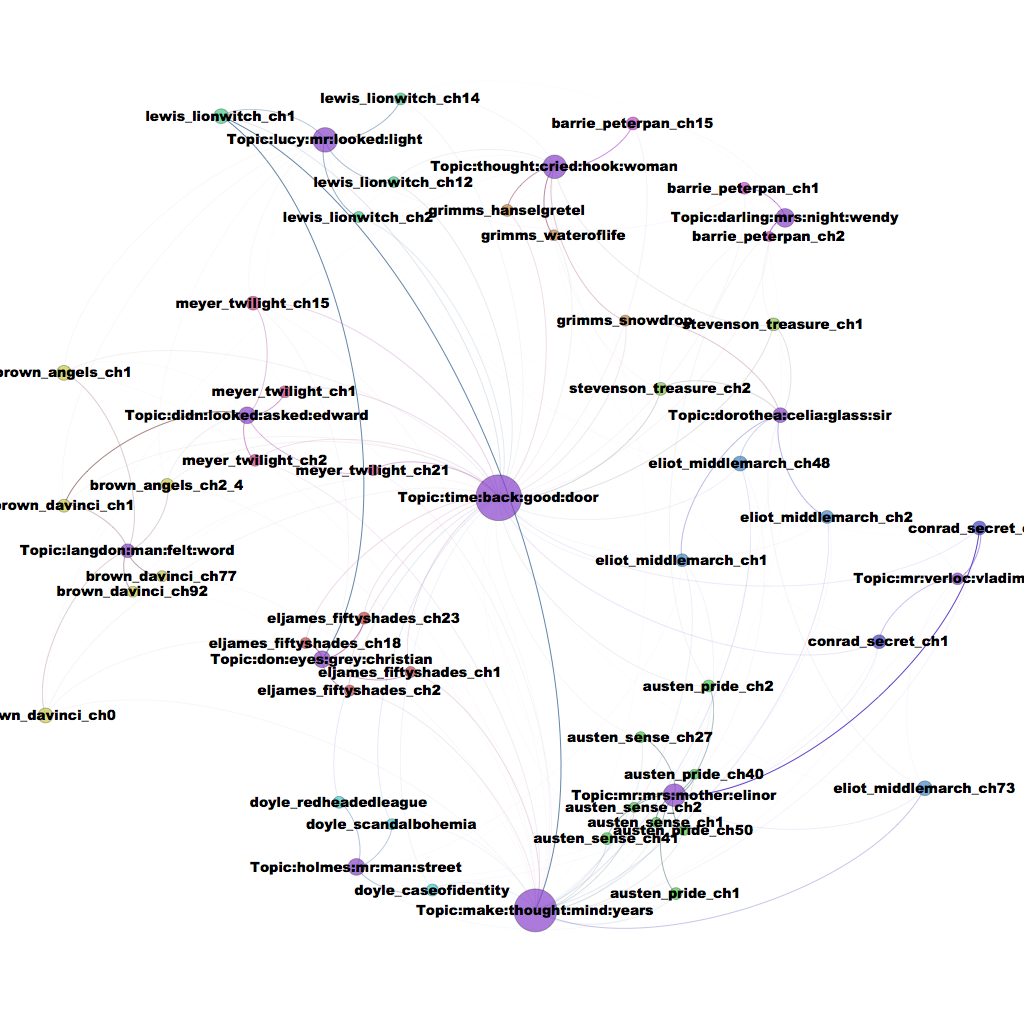 lewis_lionwitch_ch14
lewis_lionwitch_ch1
barrie_peterpan_ch15
Topic:lucy:mr:looked:light
Topic:thought:cried:hook:woman
lewis_lionwitch_ch12
barrie_peterpan_ch1
grimms_hanselgretel
lewis_lionwitch_ch2
Topic:darling:mrs:night:wendy
grimms_wateroflife
barrie_peterpan_ch2
meyer_twilight_ch15
grimms_snowdrop
stevenson_treasure_ch1
brown_angels_ch1
stevenson_treasure_ch2
meyer_twilight_ch1
Topic:didn:looked:asked:edward
Topic:dorothea:celia:glass:sir
meyer_twilight_ch2
eliot_middlemarch_ch48
meyer_twilight_ch21
brown_angels_ch2_4
Topic:time:back:good:door
brown_davinci_ch1
eliot_middlemarch_ch2
conrad_secret_c
Topic:langdon:man:felt:word
eliot_middlemarch_ch1
brown_davinci_ch77
Topic:mr:verloc:vladim
brown_davinci_ch92
eljames_fiftyshades_ch23
conrad_secret_ch1
eljames_fiftyshades_ch18
Topic:don:eyes:grey:christian
eljames_fiftyshades_ch1
austen_pride_ch2
eljames_fiftyshades_ch2
wn_davinci_ch0
austen_sense_ch27
austen_pride_ch40
eliot_middlemarch_ch73
Topic:mr:mrs:mother:elinor
doyle_redheadedleague
austen_sense_ch2
austen_sense_ch1
doyle_scandalbohemia
austen_pride_ch50
austen_sense_ch41
Topic:holmes:mr:man:street
doyle_caseofidentity
austen_pride_ch1
Topic:make:thought:mind:years